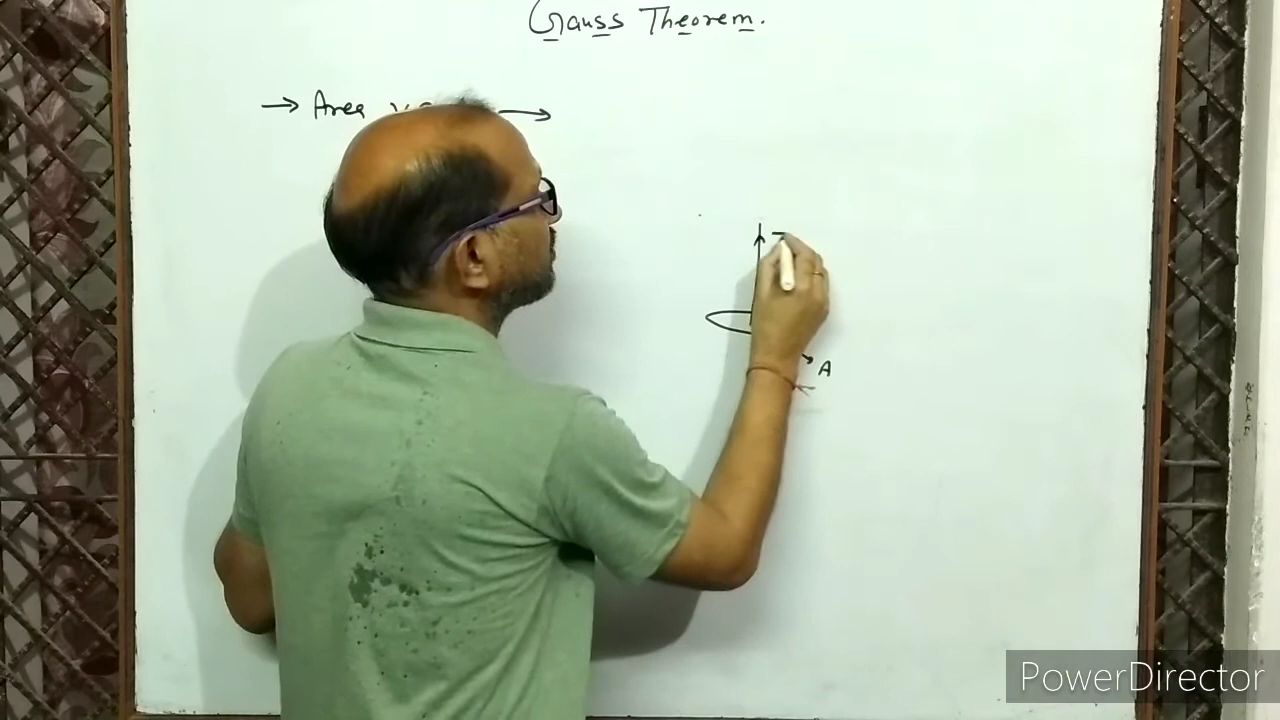 Gauss Theorem.
→ Area →
A
PowerDirector